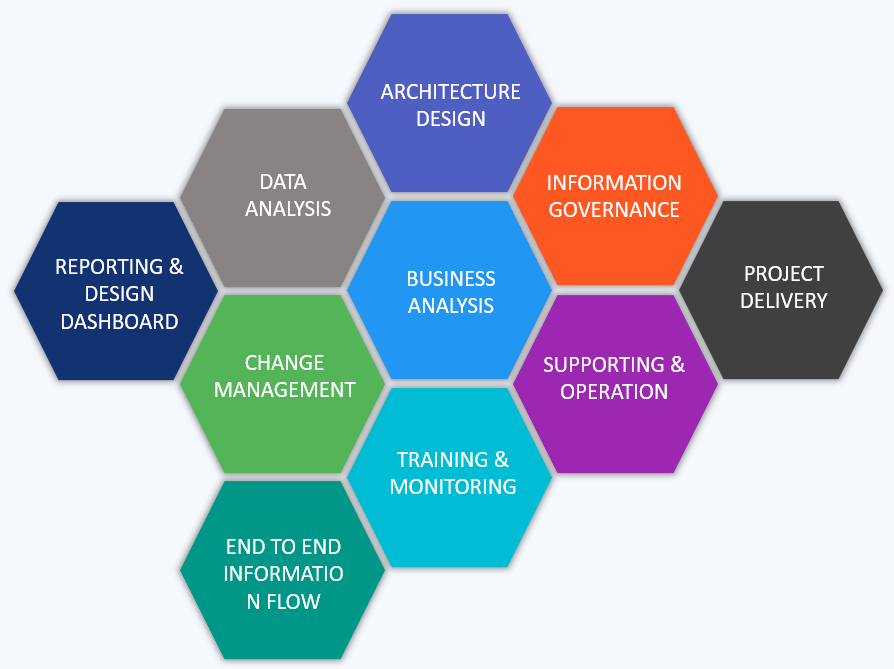 ARCHITECTURE
DESIGN
DATA
ANALYSIS
INFORMATION
GOVERNANCE
REPORTING &
DESIGN
DASHBOARD
BUSINESS
ANALYSIS
PROJECT
DELIVERY
CHANGE
MANAGEMENT
SUPPORTING &
OPERATION
TRAINING &
MONITORING
END TO END
INFORMATIO
N FLOW